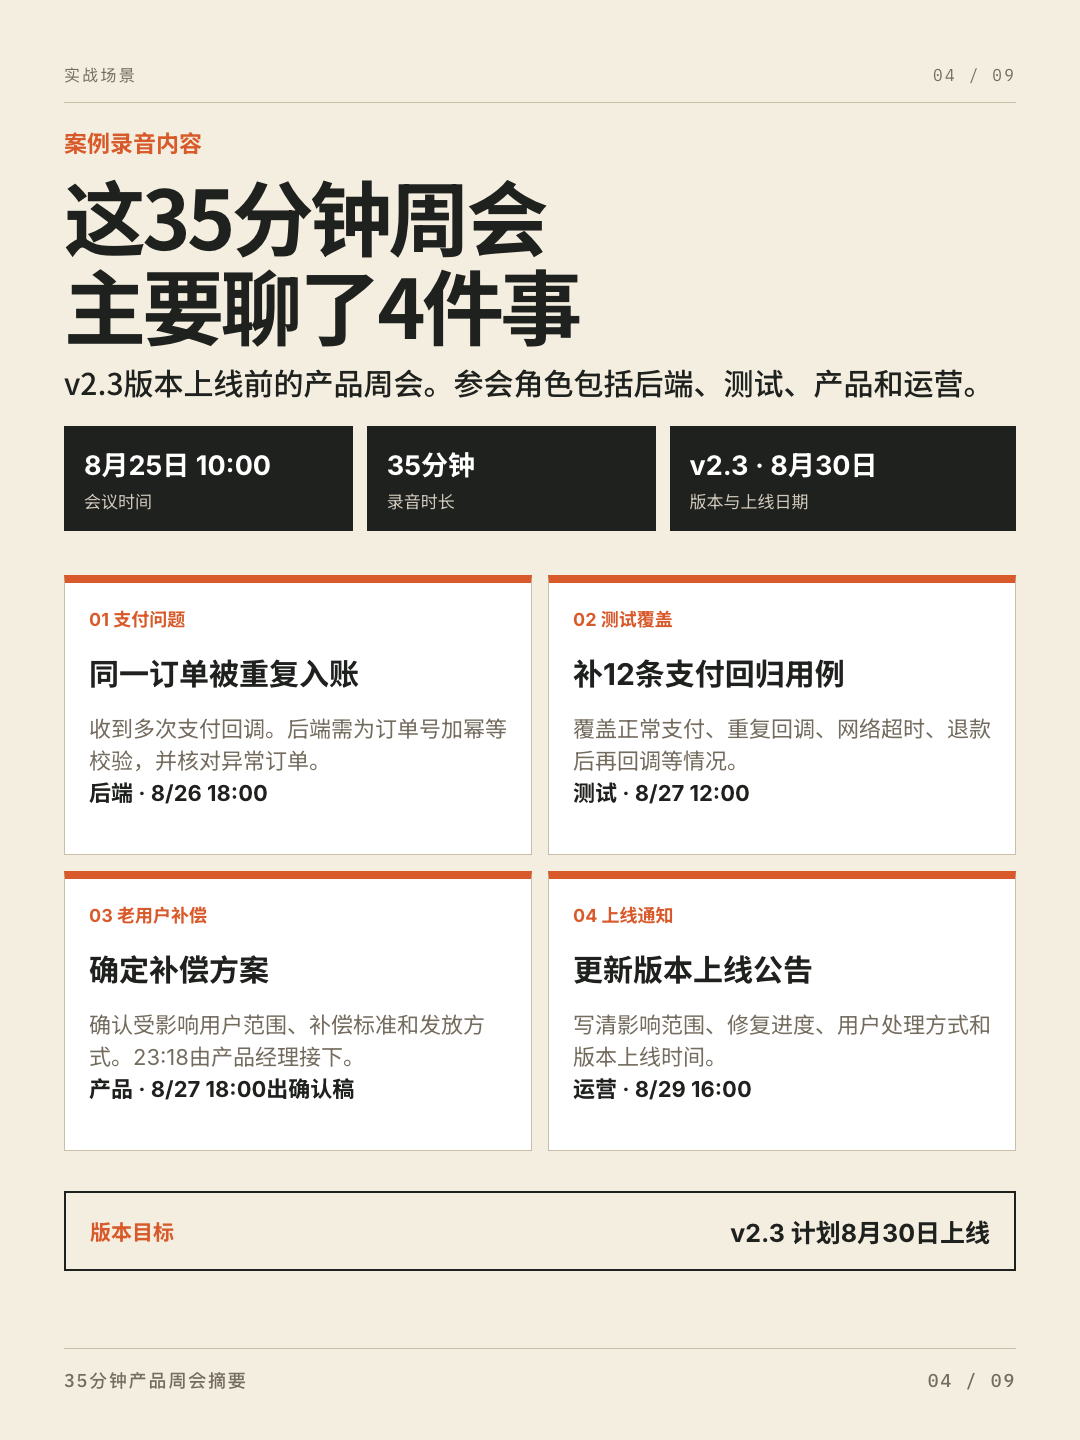 实战场景
04 / 09
案例录音内容
这35分钟周会
主要聊了4件事
v2.3版本上线前的产品周会。参会角色包括后端、测试、产品和运营。
8月25日 10:00
会议时间
35分钟
录音时长
v2.3 · 8月30日
版本与上线日期
01 支付问题
同一订单被重复入账
收到多次支付回调。后端需为订单号加幂等
校验，并核对异常订单。
后端 · 8/26 18:00
02 测试覆盖
补12条支付回归用例
覆盖正常支付、重复回调、网络超时、退款
后再回调等情况。
测试 · 8/27 12:00
03 老用户补偿
确定补偿方案
确认受影响用户范围、补偿标准和发放方
式。23:18由产品经理接下。
产品 · 8/27 18:00出确认稿
04 上线通知
更新版本上线公告
写清影响范围、修复进度、用户处理方式和
版本上线时间。
运营 · 8/29 16:00
版本目标
v2.3 计划8月30日上线
35分钟产品周会摘要
04 / 09